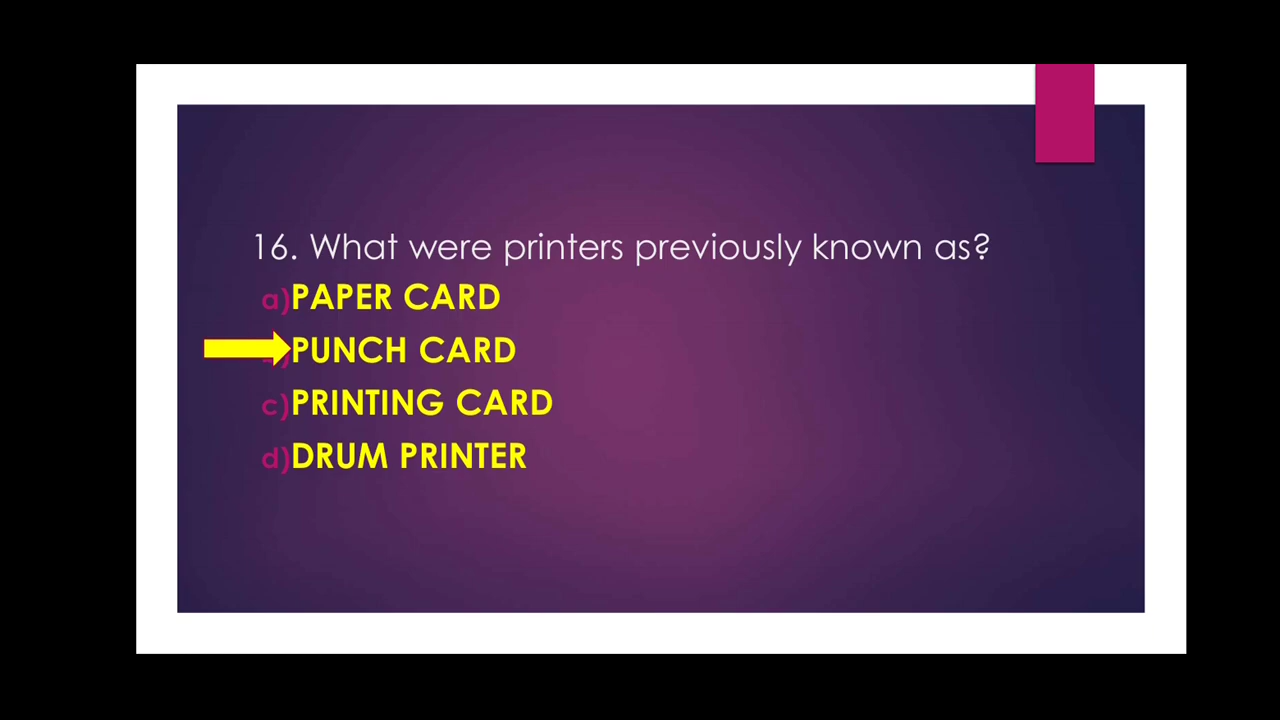 16. What were printers previously known as?
a)PAPER CARD
)PUNCH CARD
c)PRINTING CARD
d)DRUM PRINTER